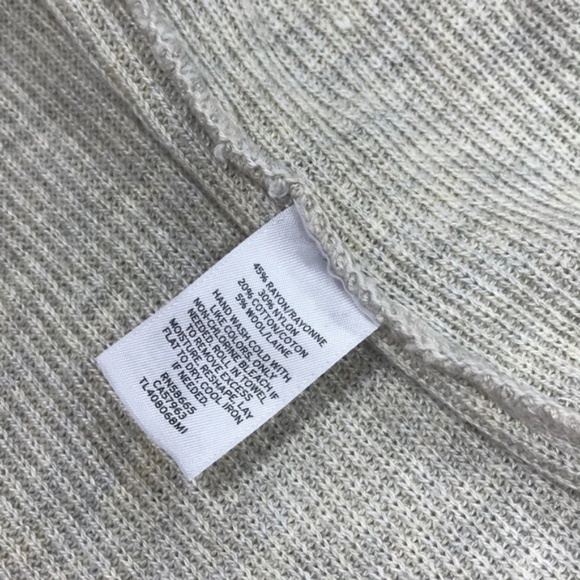 45% RAYON/RAYONNE
30% NYLON
20% COTTON/COTON
5% WOOL/LAINE
HAND WASH COLD WITH
LIKE COLORS. ONLY
NON-CHLORINE BLEACH IF
NEEDED. ROLL IN TOWEL
TO REMOVE EXCESS
MOISTURE. RESHAPE, LAY
FLAT TO DRY. COOL IRON
IF NEEDED.
RN58665
CA57963
TL408068MI